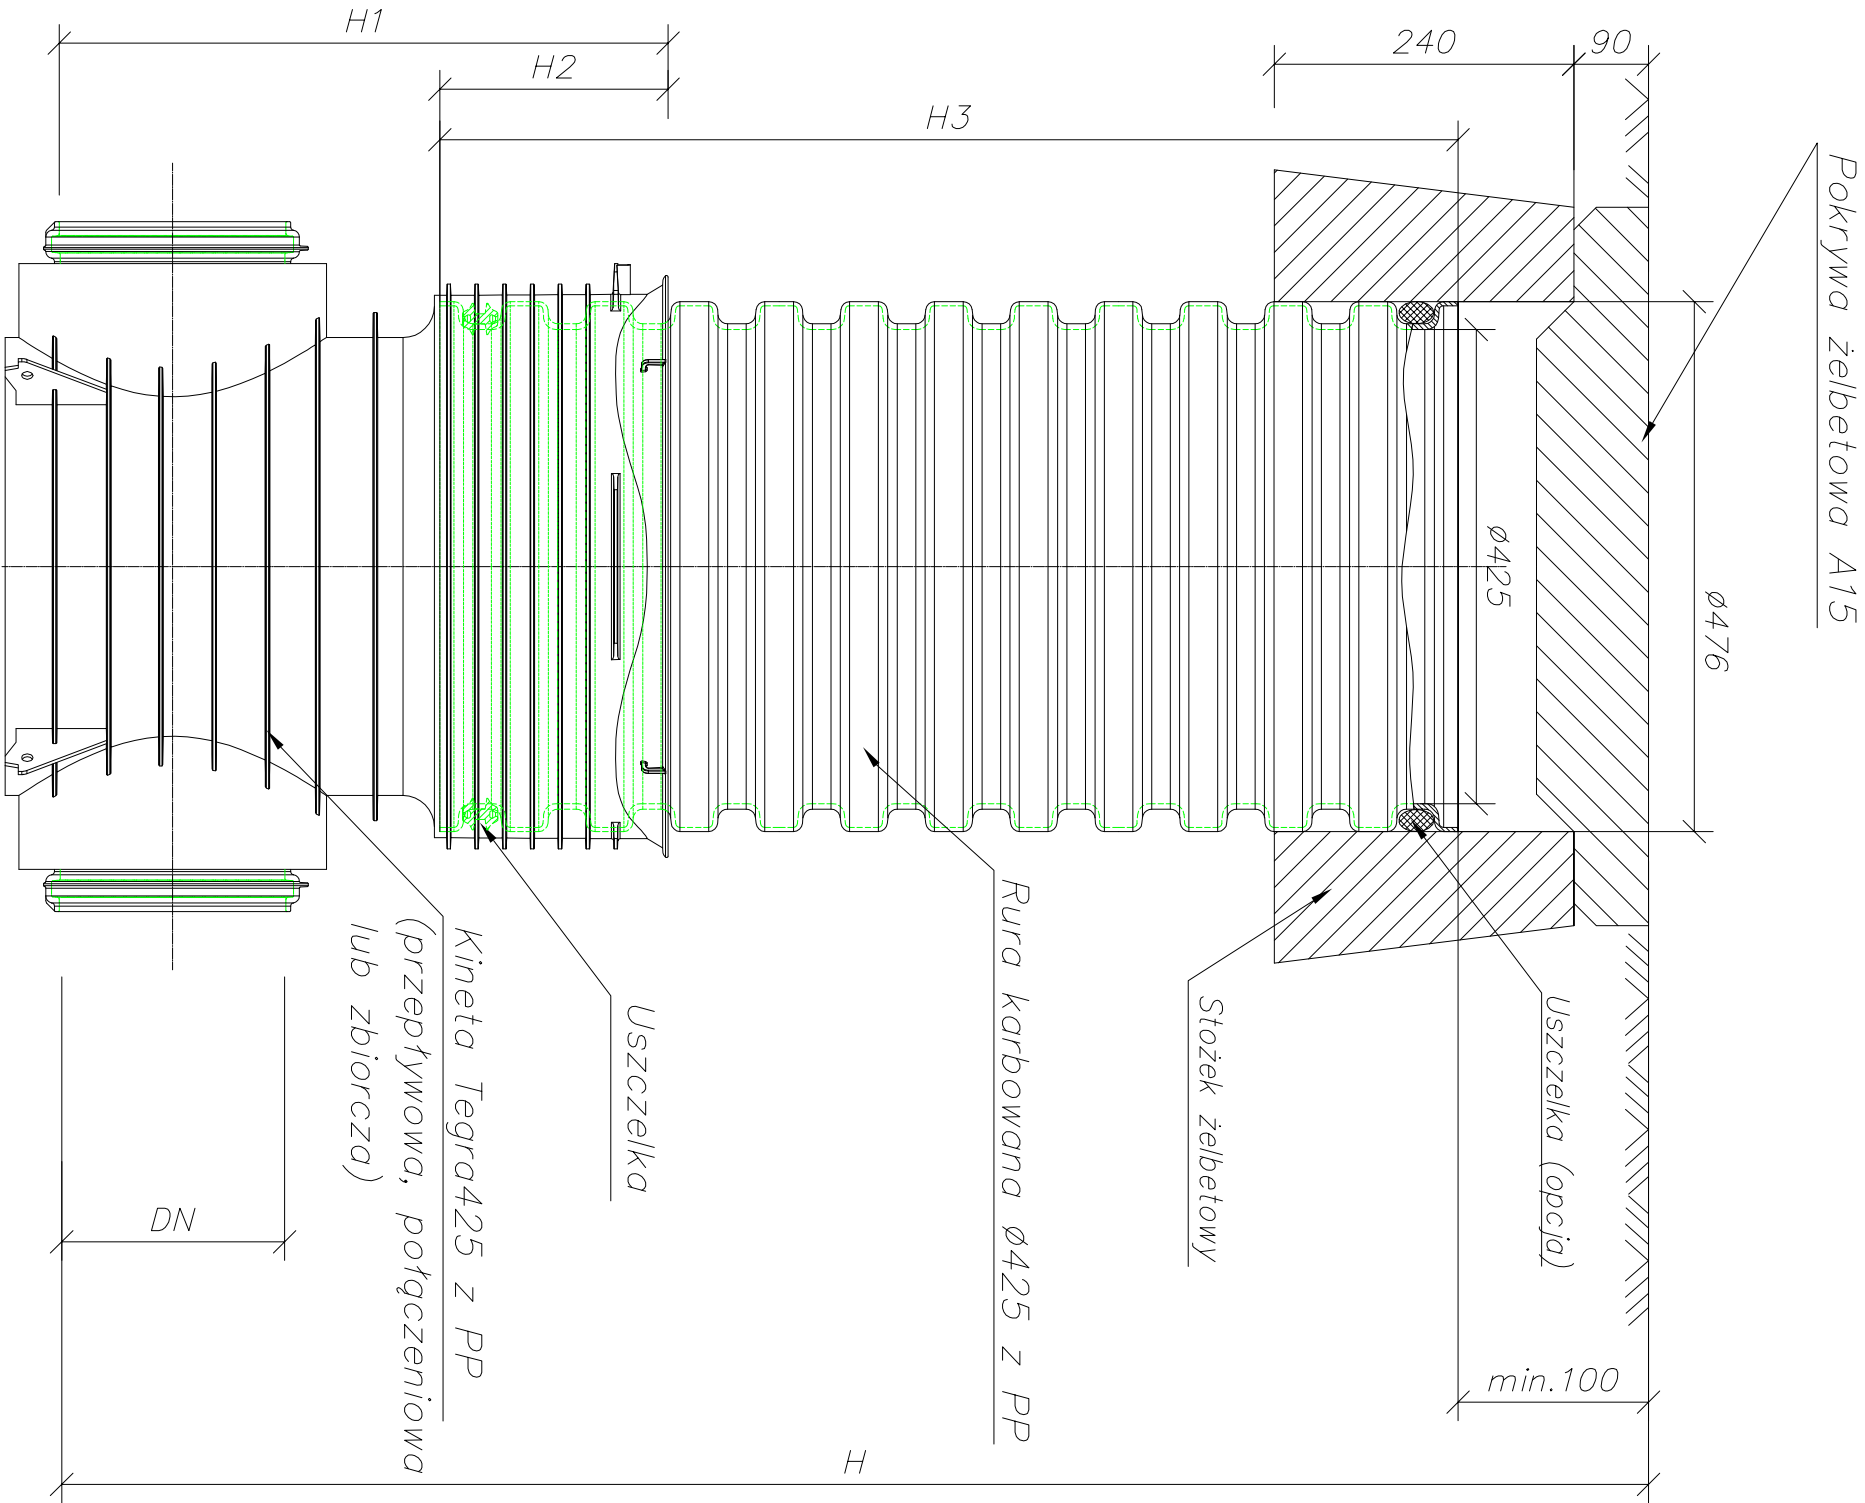 Pokrywa żelbetowa A15
H1
H2
H3
240
90
Ø476
Ø425
Uszczelka (opcja)
Stożek żelbetowy
Rura karbowana Ø425 z PP
Uszczelka
Kineta Tegra425 z PP
(przepływowa, połączeniowa
lub zbiorcza)
DN
min.100
H